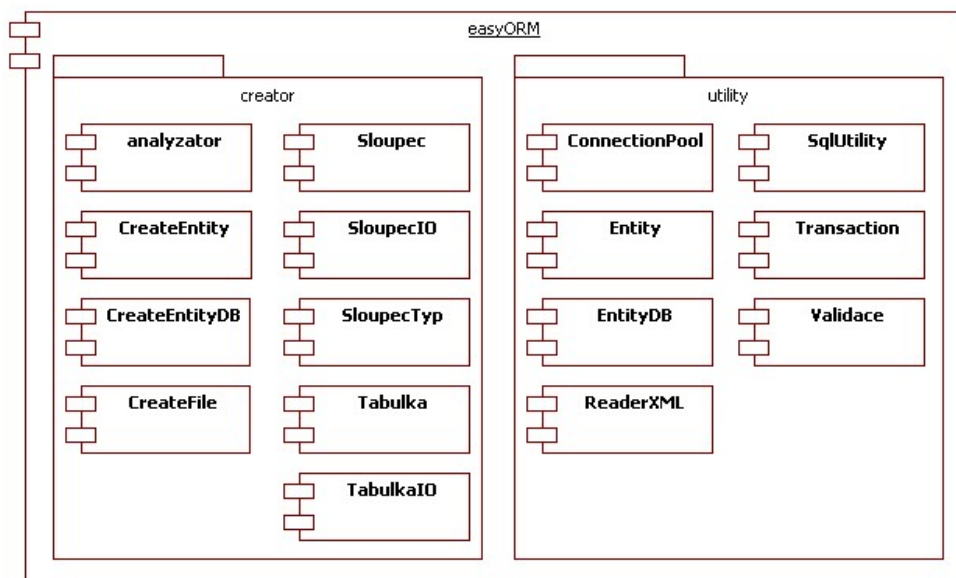 easyORM
creator
analyzator
Sloupec
CreateEntity
SloupecIO
CreateEntityDB
SloupecTyp
CreateFile
Tabulka
TabulkaIO
utility
ConnectionPool
SqlUtility
Entity
Transaction
EntityDB
Validace
ReaderXML